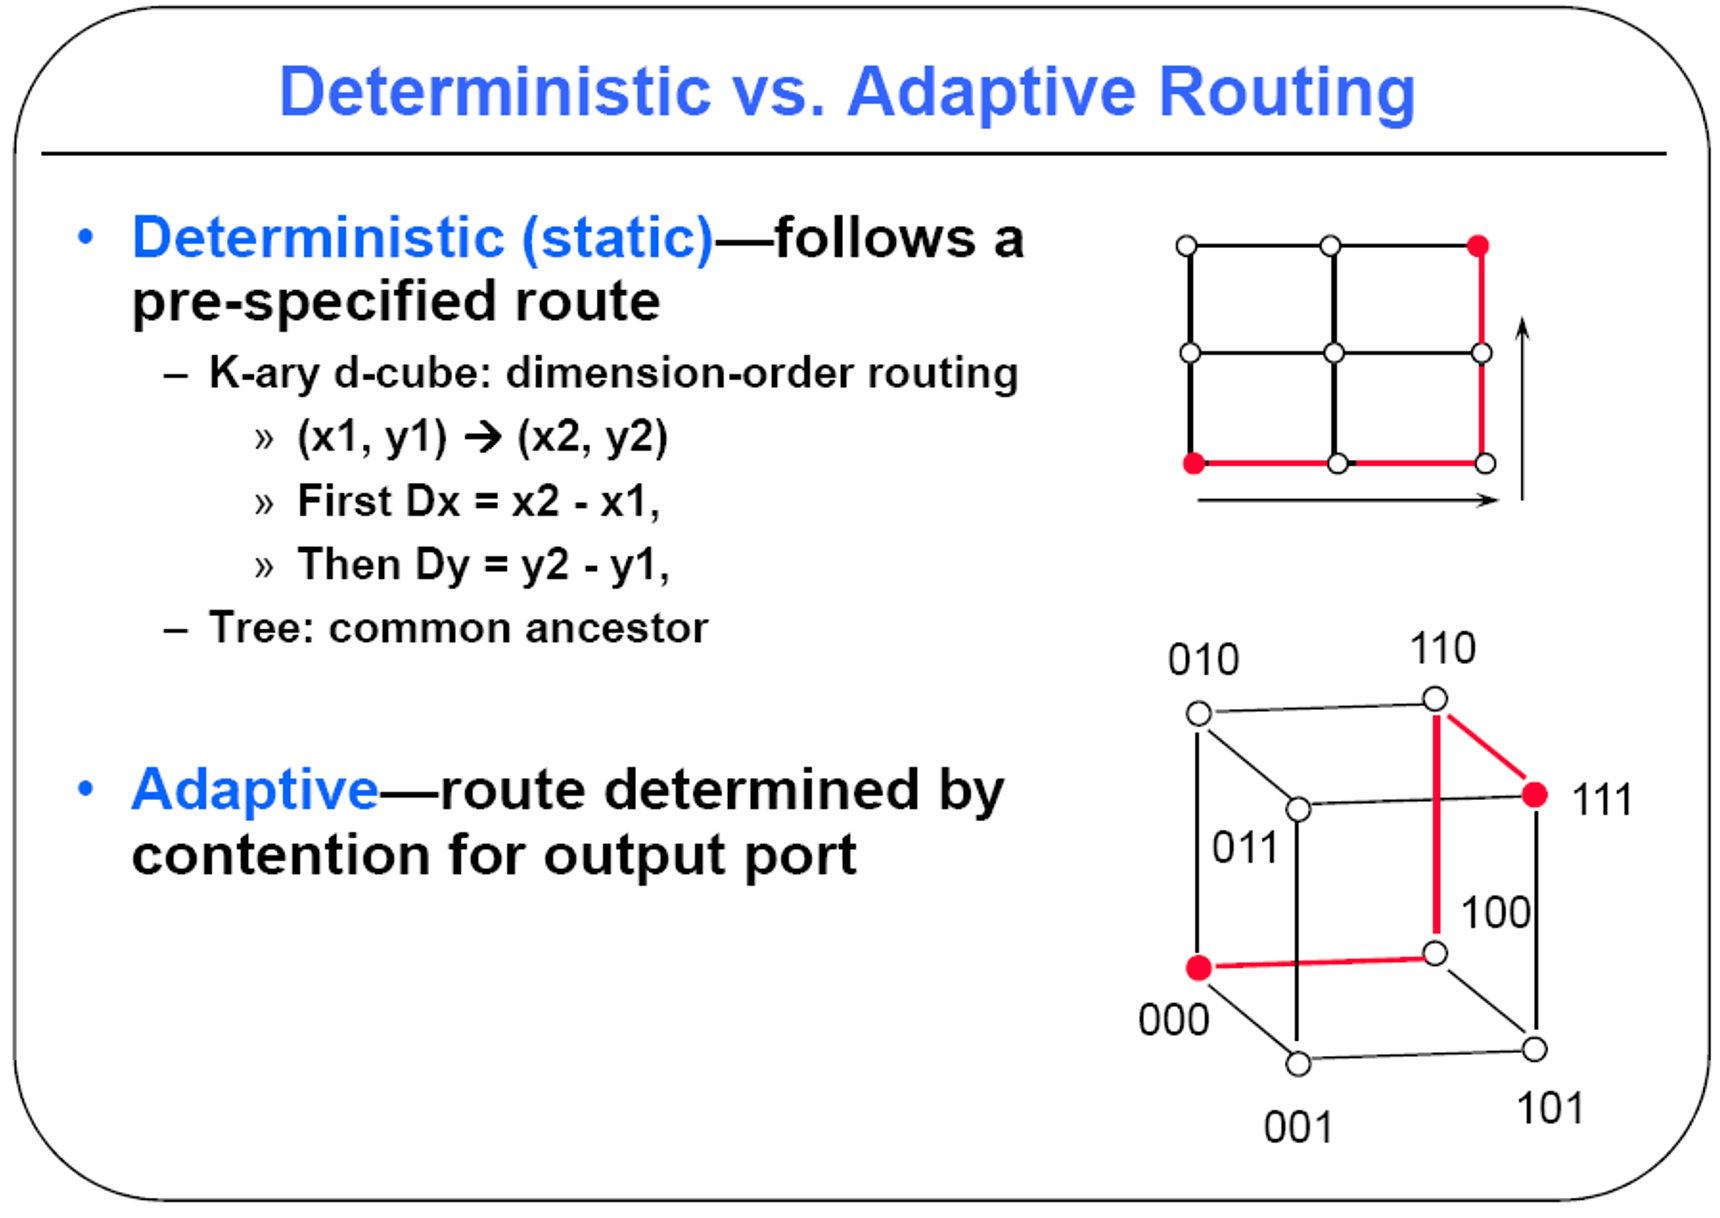 Deterministic vs. Adaptive Routing
• Deterministic (static)—follows a
pre-specified route
– K-ary d-cube: dimension-order routing
» (x1, y1) → (x2, y2)
» First Dx = x2 - x1,
» Then Dy = y2 - y1,
– Tree: common ancestor
• Adaptive—route determined by
contention for output port
010
110
111
011
100
000
001
101